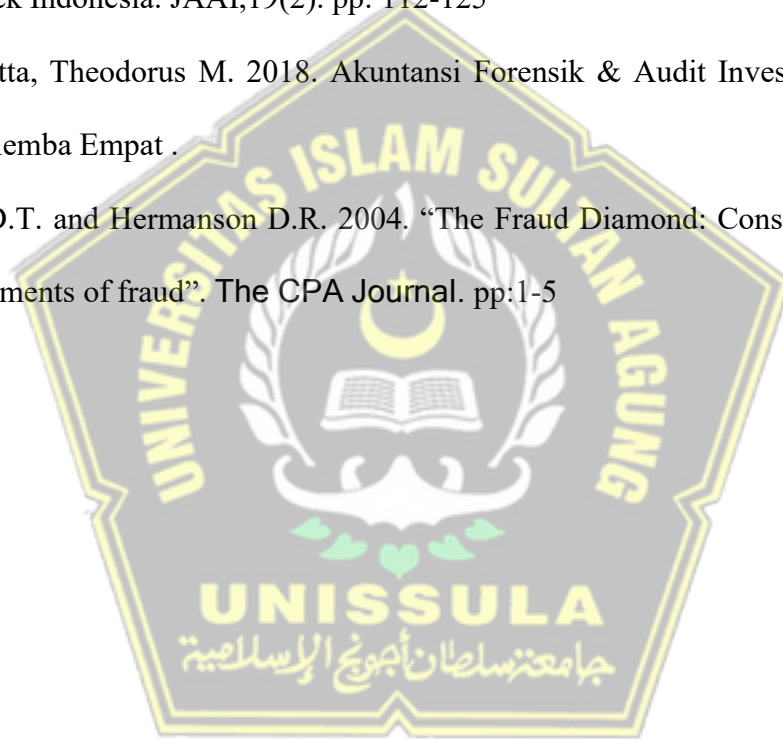 ek Indonesia. JAAI,19(2). pp. 112-125
tta, Theodorus M. 2018. Akuntansi Forensik & Audit Inves
emba Empat .
D.T. and Hermanson D.R. 2004. “The Fraud Diamond: Cons
ments of fraud”. The CPA Journal. pp:1-5
UNIVERSITAS ISLAM SULTAN AGUNG
UNISSULA
جامعتسلطان أجونج الإسلامية